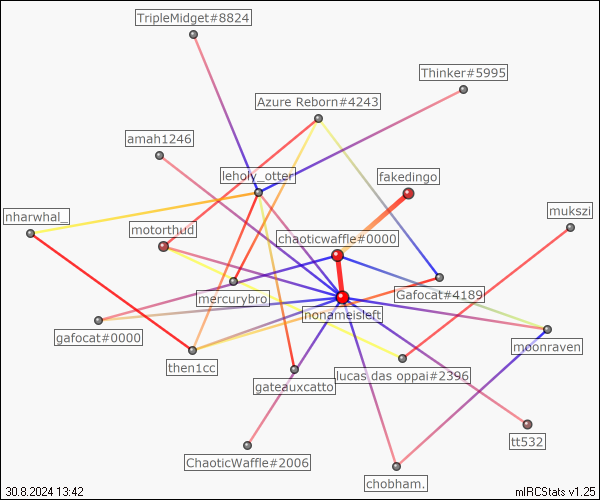 TripleMidget#8824
Thinker#5995
Azure Reborn#4243
amah1246
leholy_otter
fakedingo
nharwhal_
mukszi
motorthud
chaoticwaffle#0000
mercurybro
Gafocat#4189
nonameisleft
gafocat#0000
moonraven
then1cc
lucas das oppai#2396
gateauxcatto
tt532
ChaoticWaffle#2006
chobham.
30.8.2024 13:42
mIRCStats v1.25